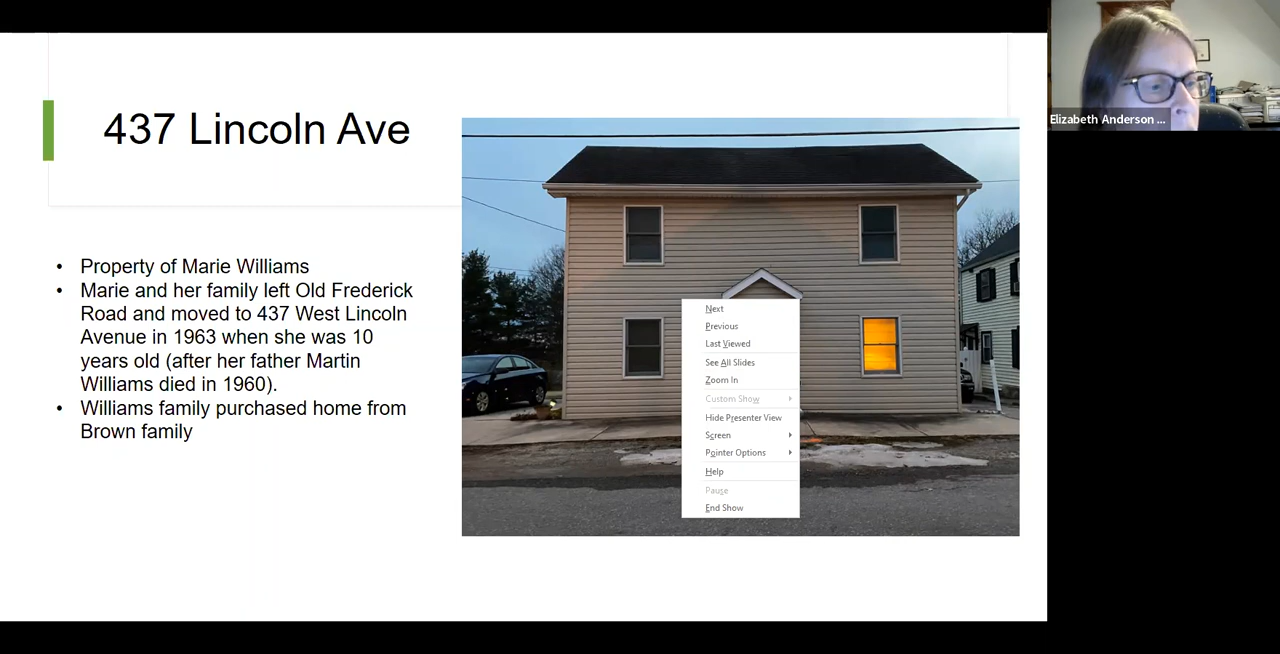 437 Lincoln Ave
• Property of Marie Williams
• Marie and her family left Old Frederick
Road and moved to 437 West Lincoln
Avenue in 1963 when she was 10
years old (after her father Martin
Williams died in 1960).
• Williams family purchased home from
Brown family
Next
Previous
Last Viewed
See All Slides
Zoom In
Custom Show
Hide Presenter View
Screen
Pointer Options
Help
Pause
End Show
Elizabeth Anderson ...